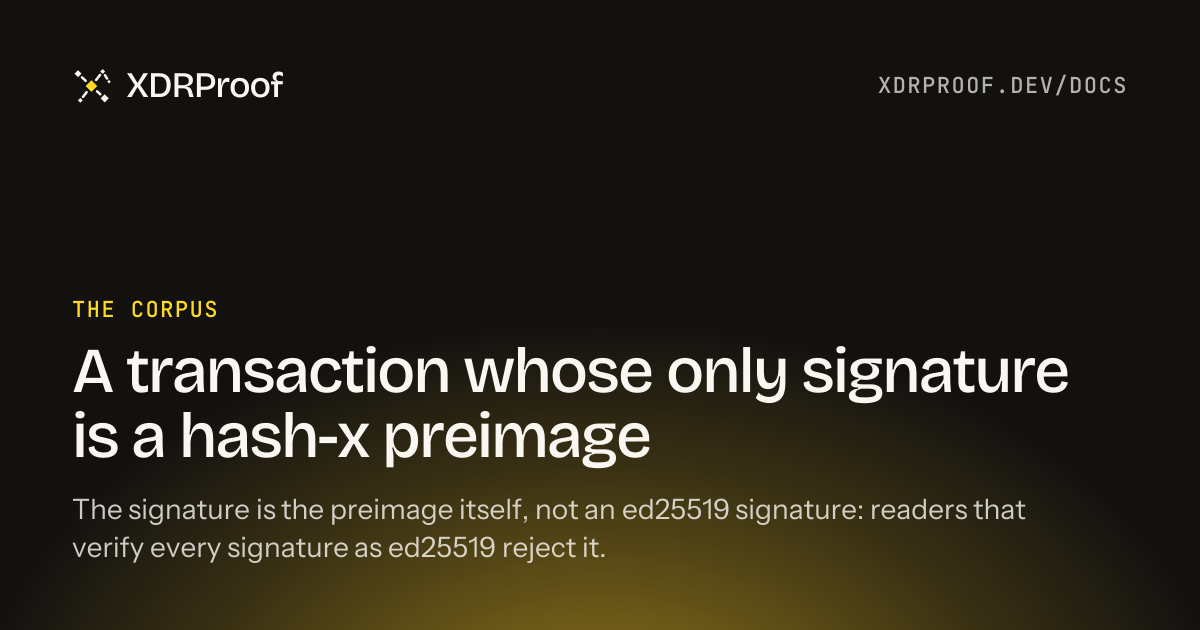 XDRProof
XDRPROOF.DEV/DOCS
THE CORPUS
A transaction whose only signature
is a hash-x preimage
The signature is the preimage itself, not an ed25519 signature: readers that
verify every signature as ed25519 reject it.